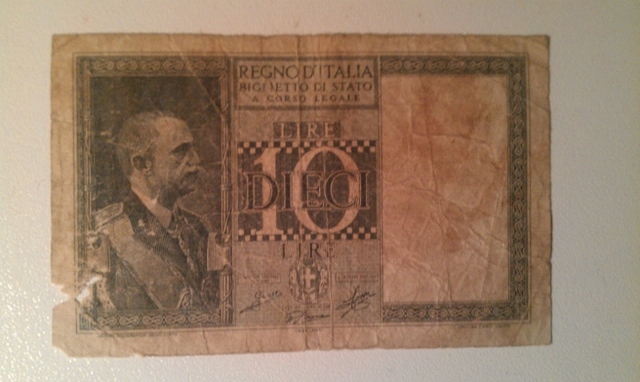 REGNO D'ITALIA
BIGLIETTO DI STATO
A CORSO LEGALE
LIRE
10
DIECI
LIRE